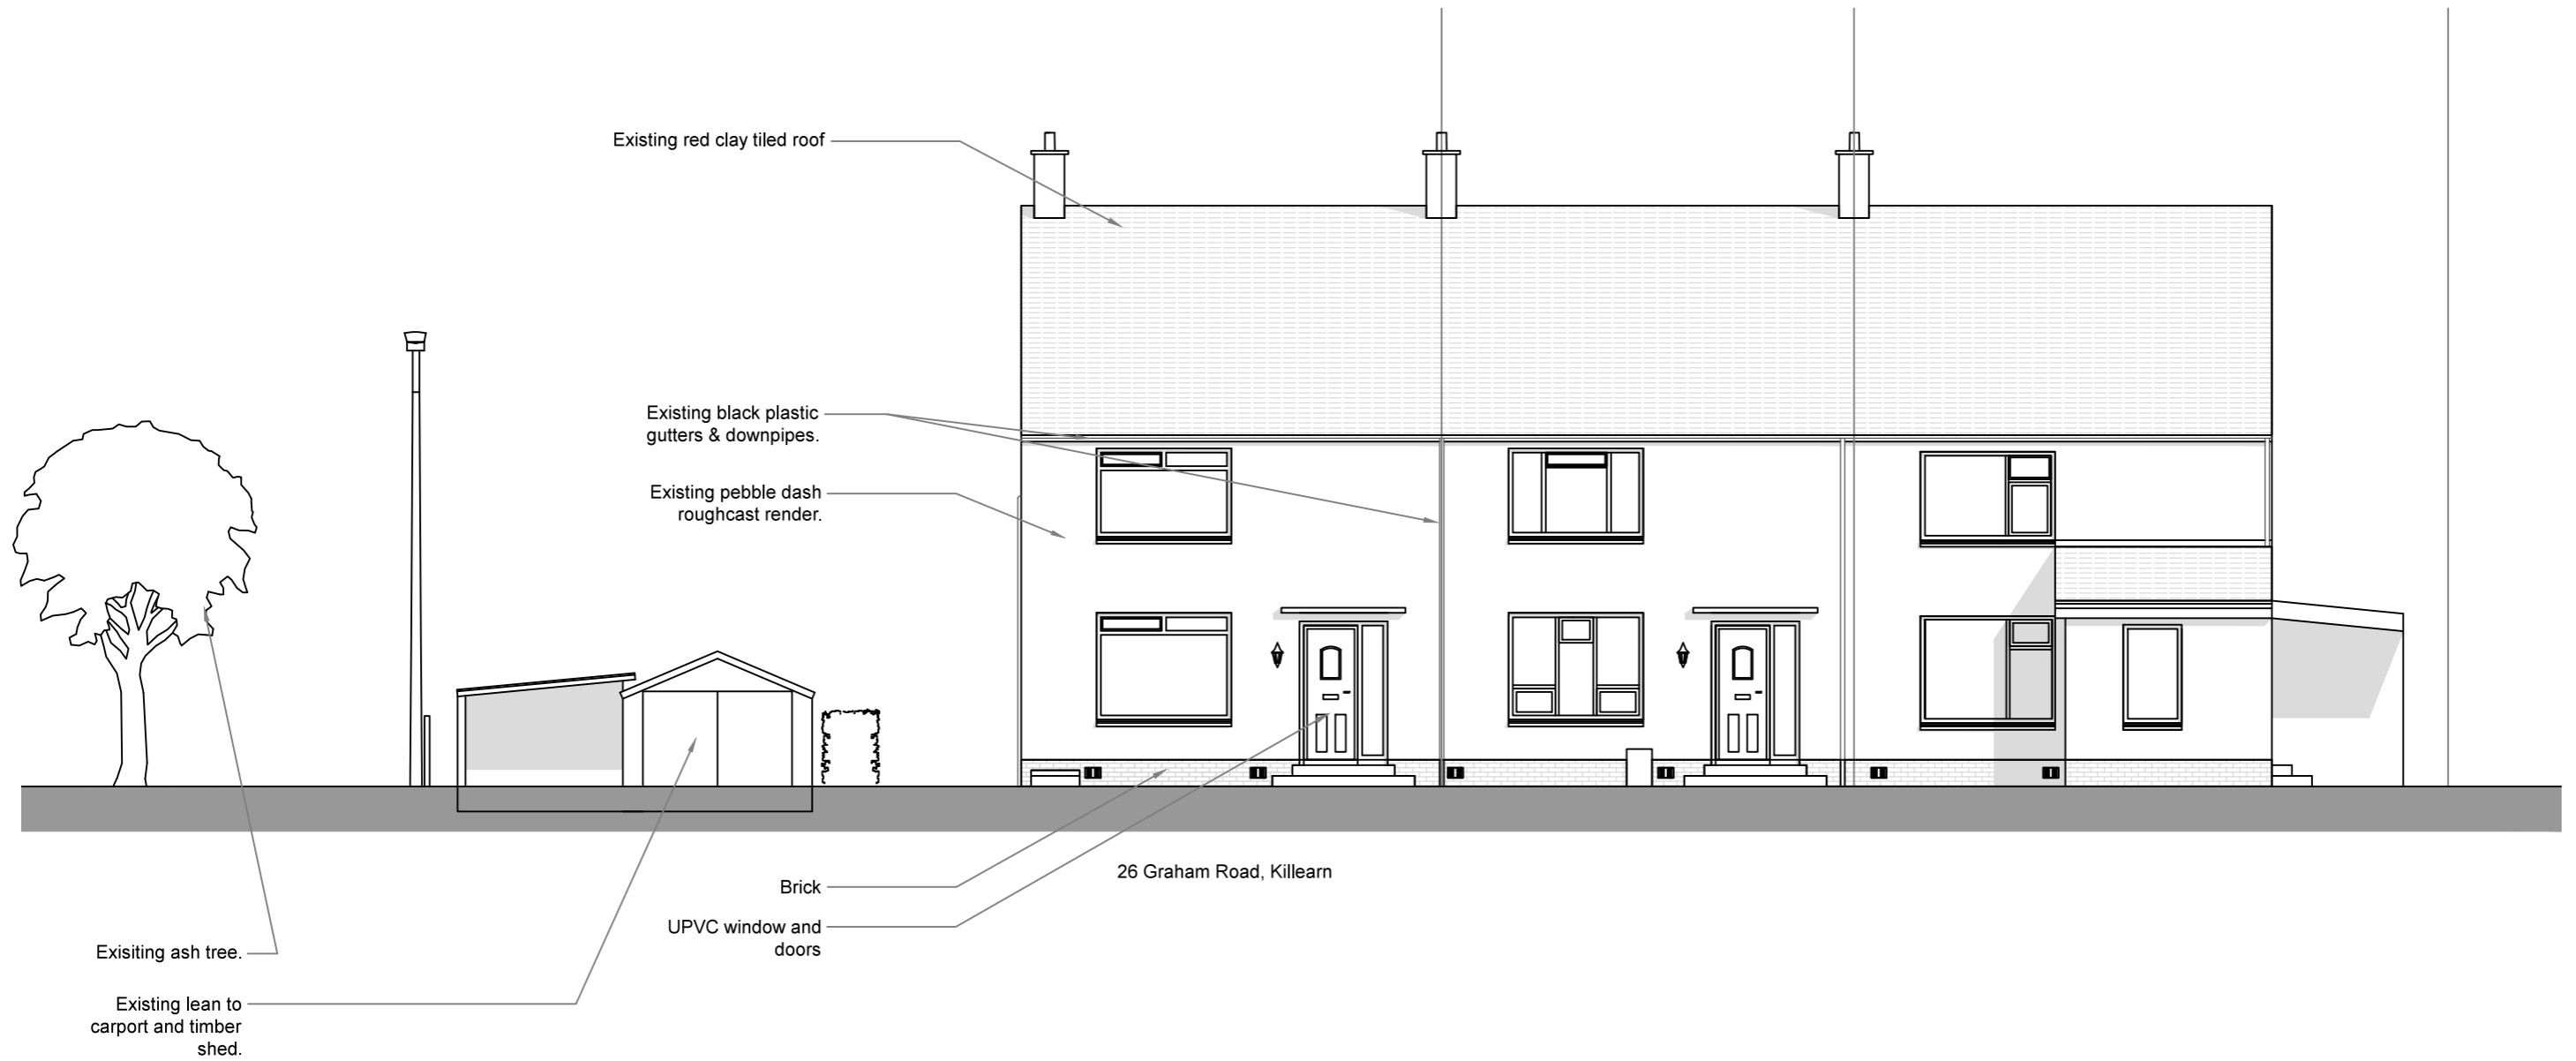 Existing red clay tiled roof
Existing black plastic
gutters & downpipes.
Existing pebble dash
roughcast render.
26 Graham Road, Killearn
Brick
UPVC window and
doors
Exisiting ash tree.
Existing lean to
carport and timber
shed.